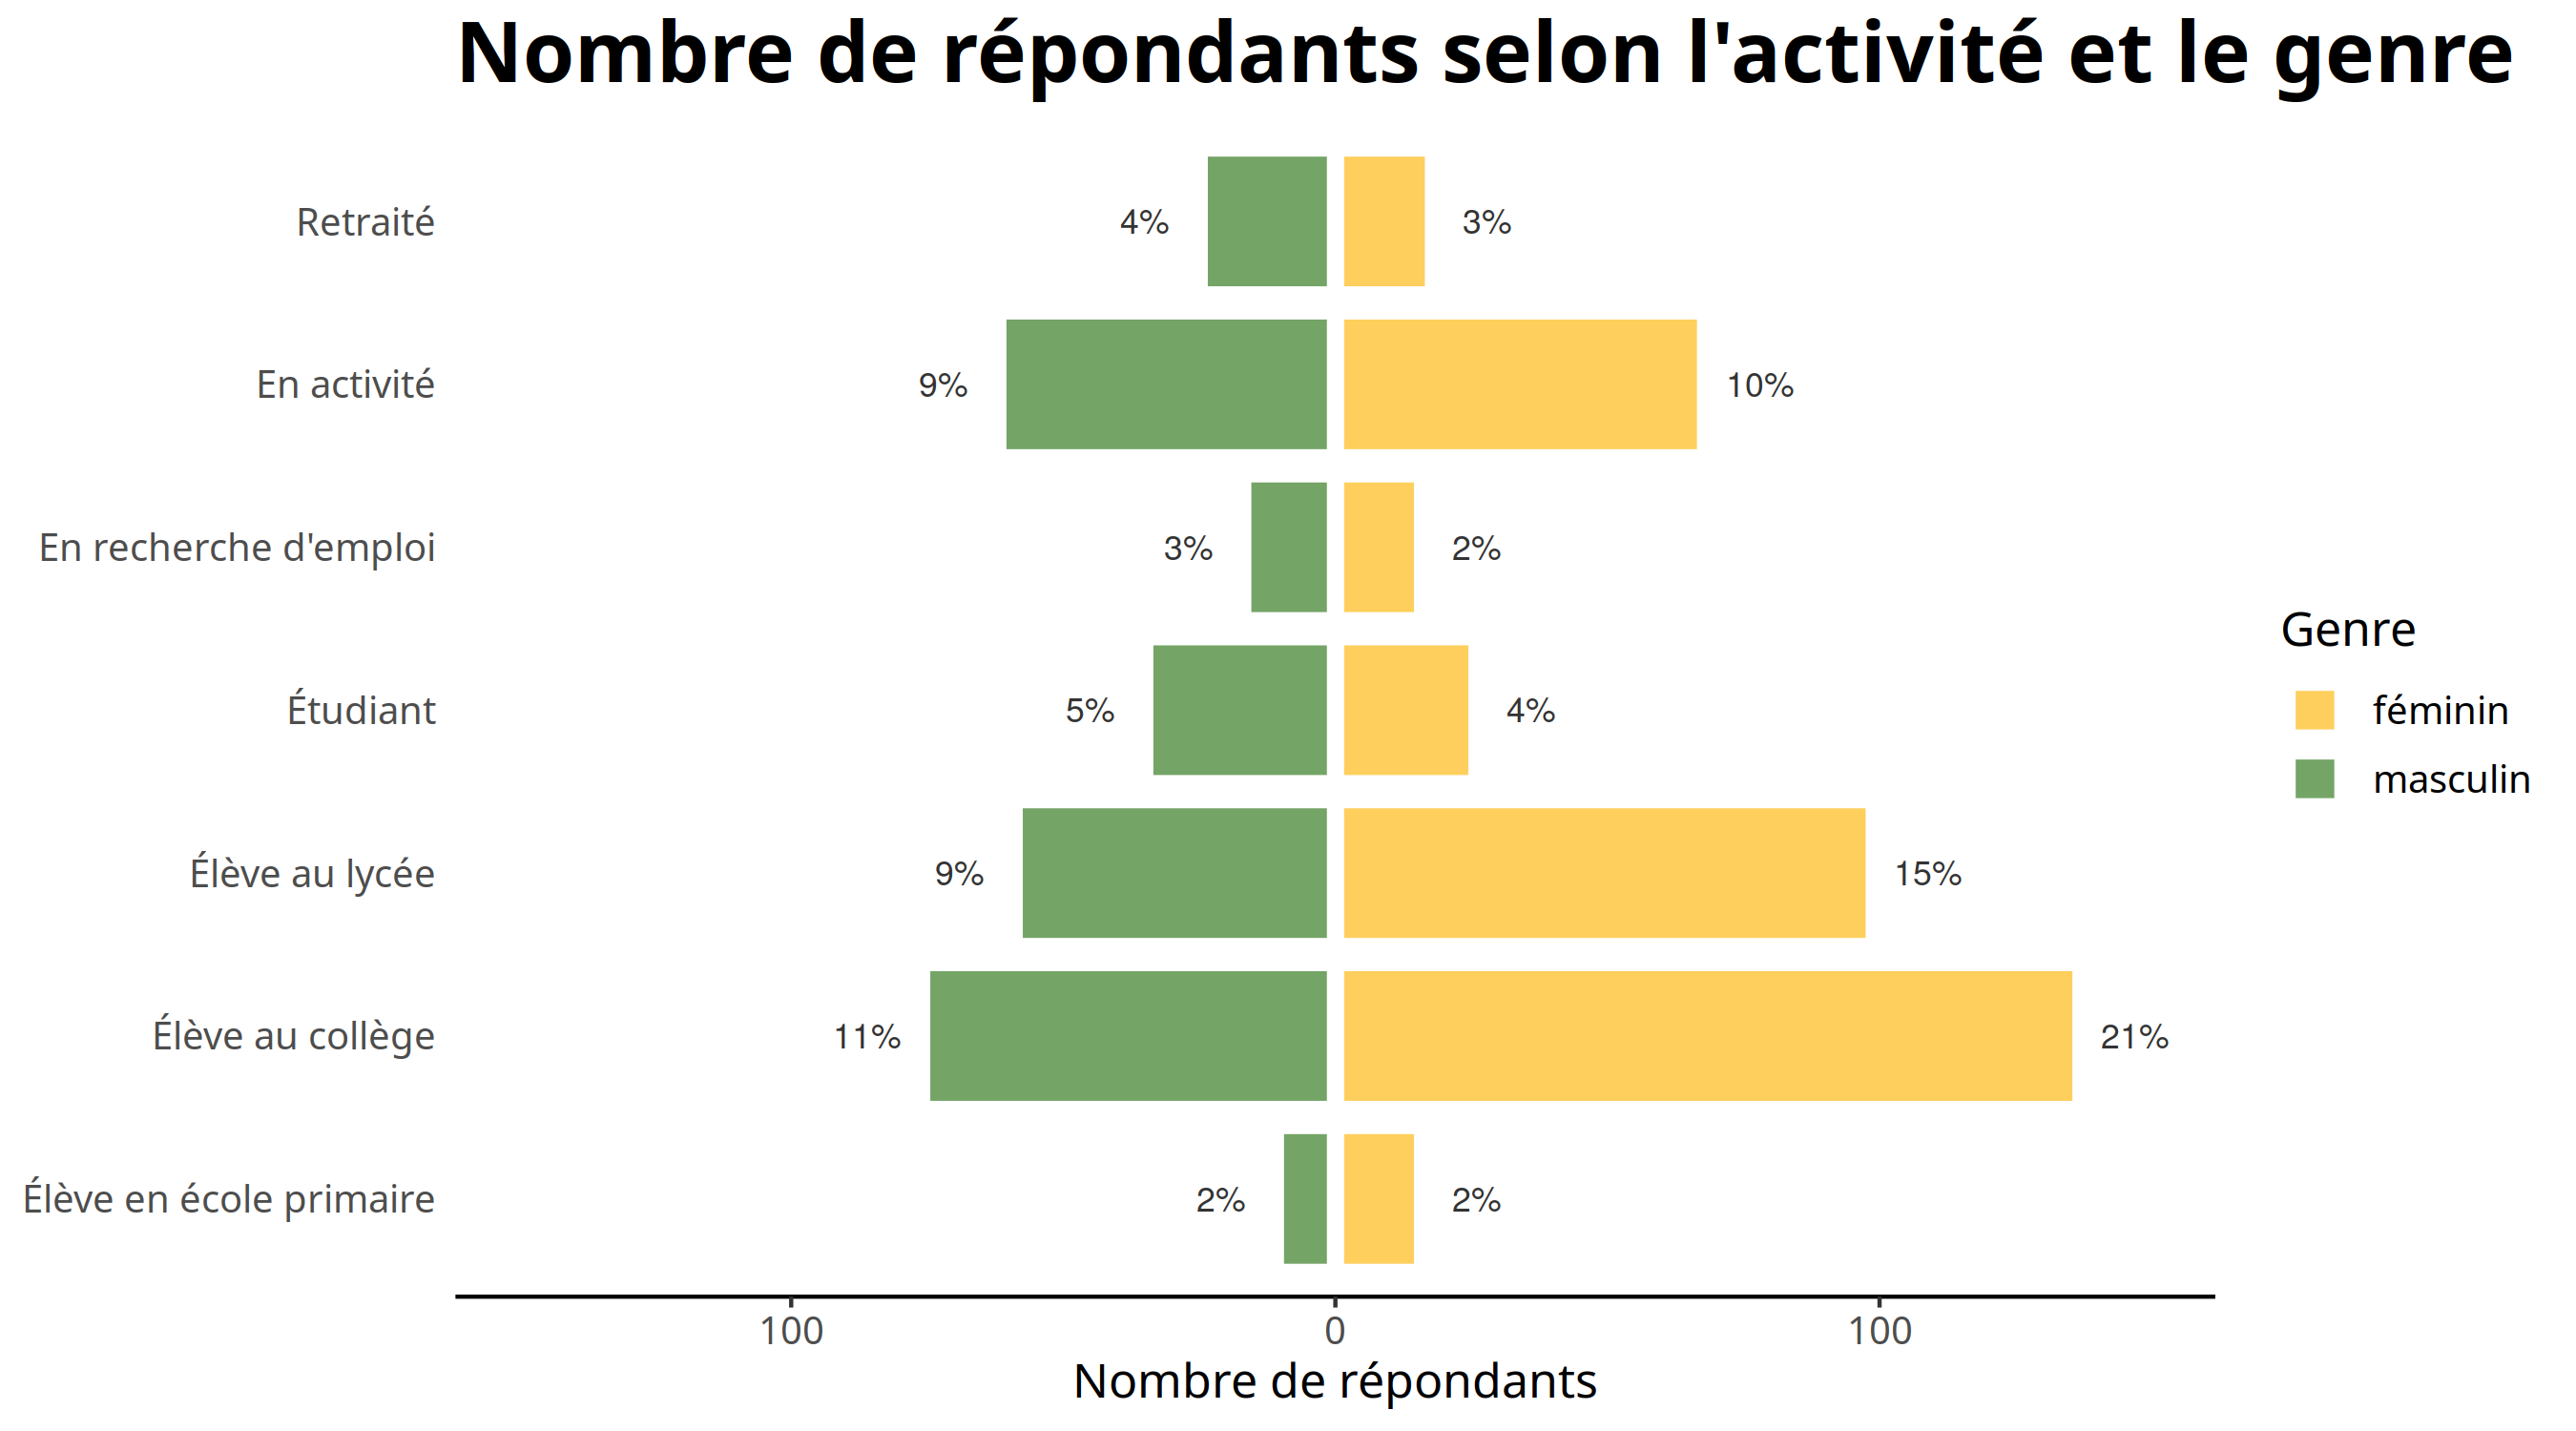 Nombre de répondants selon l'activité et le genre
Retraité
4%
3%
En activité
9%
10%
En recherche d'emploi
3%
2%
Étudiant
5%
4%
Élève au lycée
9%
15%
Élève au collège
11%
21%
Élève en école primaire
2%
2%
100
0
100
Nombre de répondants
Genre
féminin
masculin